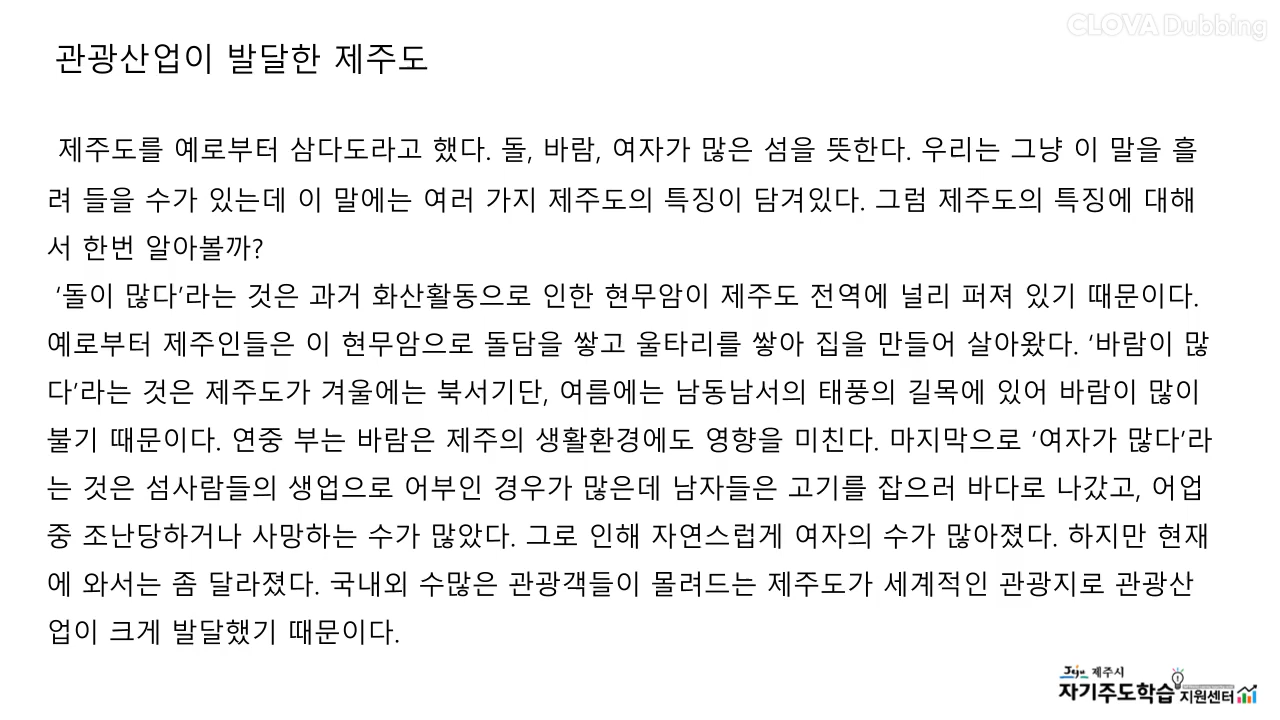 CLOVA Dubbing
관광산업이 발달한 제주도
제주도를 예로부터 삼다도라고 했다. 돌, 바람, 여자가 많은 섬을 뜻한다. 우리는 그냥 이 말을 흘
려 들을 수가 있는데 이 말에는 여러 가지 제주도의 특징이 담겨있다. 그럼 제주도의 특징에 대해
서 한번 알아볼까?
‘돌이 많다’라는 것은 과거 화산활동으로 인한 현무암이 제주도 전역에 널리 퍼져 있기 때문이다.
예로부터 제주인들은 이 현무암으로 돌담을 쌓고 울타리를 쌓아 집을 만들어 살아왔다. ‘바람이 많
다’라는 것은 제주도가 겨울에는 북서기단, 여름에는 남동남서의 태풍의 길목에 있어 바람이 많이
불기 때문이다. 연중 부는 바람은 제주의 생활환경에도 영향을 미친다. 마지막으로 ‘여자가 많다’라
는 것은 섬사람들의 생업으로 어부인 경우가 많은데 남자들은 고기를 잡으러 바다로 나갔고, 어업
중 조난당하거나 사망하는 수가 많았다. 그로 인해 자연스럽게 여자의 수가 많아졌다. 하지만 현재
에 와서는 좀 달라졌다. 국내외 수많은 관광객들이 몰려드는 제주도가 세계적인 관광지로 관광산
업이 크게 발달했기 때문이다.
Jeju 제주시
자기주도학습 지원센터